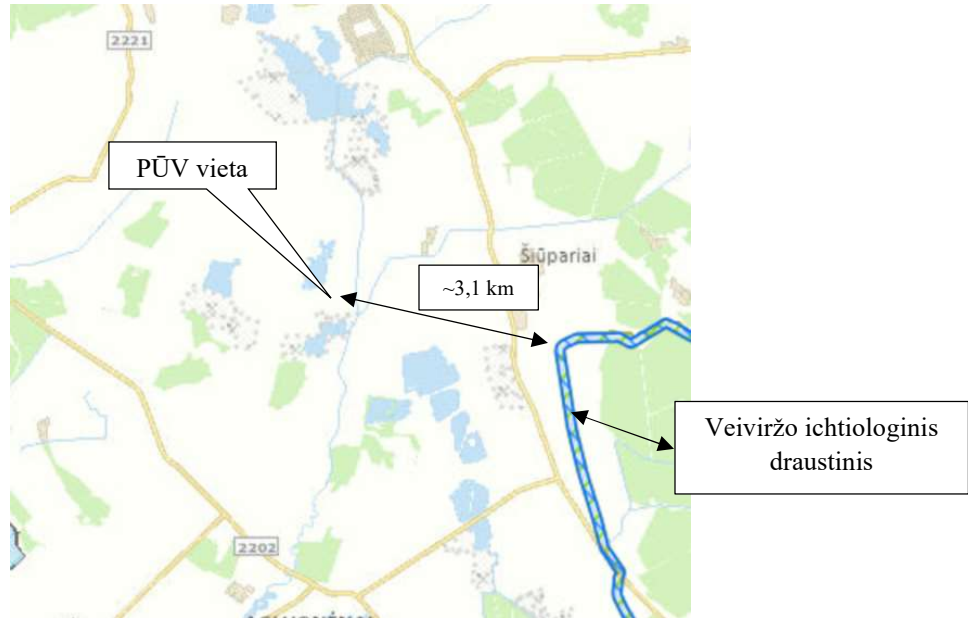 2221
PŪV vieta
Šiūpariai
~3,1 km
Veiviržo ichtiologinis
draustinis
2202